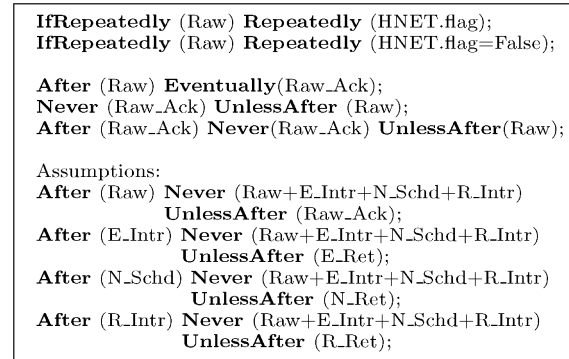 IfRepeatedly (Raw) Repeatedly (HNET.flag);
IfRepeatedly (Raw) Repeatedly (HNET.flag=False);
After (Raw) Eventually(Raw_Ack);
Never (Raw_Ack) UnlessAfter (Raw);
After (Raw_Ack) Never(Raw_Ack) UnlessAfter(Raw);
Assumptions:
After (Raw) Never (Raw+E_Intr+N_Schd+R_Intr)
UnlessAfter (Raw_Ack);
After (E_Intr) Never (Raw+E_Intr+N_Schd+R_Intr)
UnlessAfter (E_Ret);
After (N_Schd) Never (Raw+E_Intr+N_Schd+R_Intr)
UnlessAfter (N_Ret);
After (R_Intr) Never (Raw+E_Intr+N_Schd+R_Intr)
UnlessAfter (R_Ret);